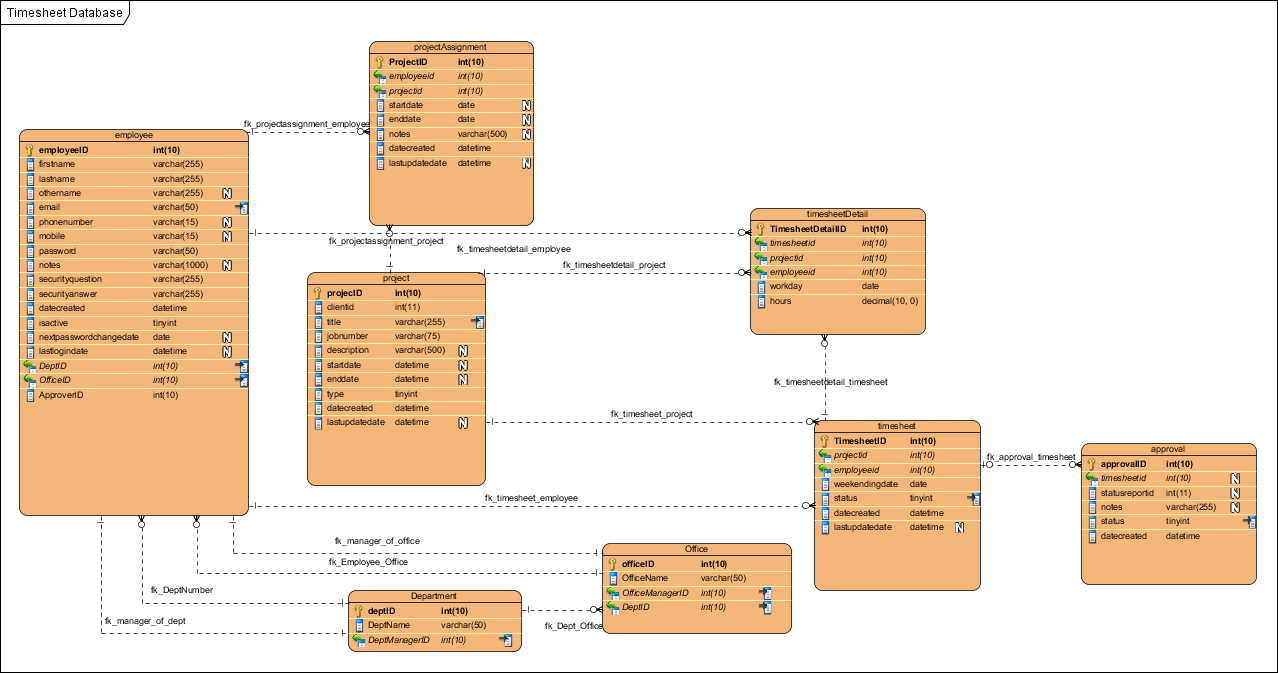 Timesheet Database
projectAssignment
ProjectID int(10)
employeeid int(10)
projectid int(10)
startdate date N
enddate date N
notes varchar(500) N
datecreated datetime
lastupdatedate datetime N
fk_projectassignment_employee
employee
employeeID int(10)
firstname varchar(255)
lastname varchar(255)
othername varchar(255) N
email varchar(50)
phonenumber varchar(15) N
mobile varchar(15) N
password varchar(50)
notes varchar(1000) N
securityquestion varchar(255)
securityanswer varchar(255)
datecreated datetime
isactive tinyint
nextpasswordchangedate date N
lastlogindate datetime N
DeptID int(10)
OfficeID int(10)
ApproverID int(10)
fk_projectassignment_project
fk_timesheetdetail_employee
fk_timesheetdetail_project
timesheetDetail
TimesheetDetailID int(10)
timesheetid int(10)
projectid int(10)
employeeid int(10)
workday date
hours decimal(10, 0)
project
projecID int(10)
clientid int(11)
title varchar(255)
jobnumber varchar(75)
description varchar(500) N
startdate datetime N
enddate datetime N
type tinyint
datecreated datetime
lastupdatedate datetime N
fk_timesheetdetail_timesheet
fk_timesheet_project
timesheet
TimesheetID int(10)
projectid int(10)
employeeid int(10)
weekendingdate date
status tinyint
datecreated datetime
lastupdatedate datetime N
fk_approval_timesheet
approval
approvalID int(10)
timesheetid int(10) N
statusreportid int(11) N
notes varchar(255) N
status tinyint
datecreated datetime
fk_timesheet_employee
fk_manager_of_office
fk_Employee_Office
fk_DeptNumber
fk_manager_of_dept
Office
officeID int(10)
OfficeName varchar(50)
OfficeManagerID int(10)
DeptID int(10)
Department
deptID int(10)
DeptName varchar(50)
DeptManagerID int(10)
fk_Dept_Office